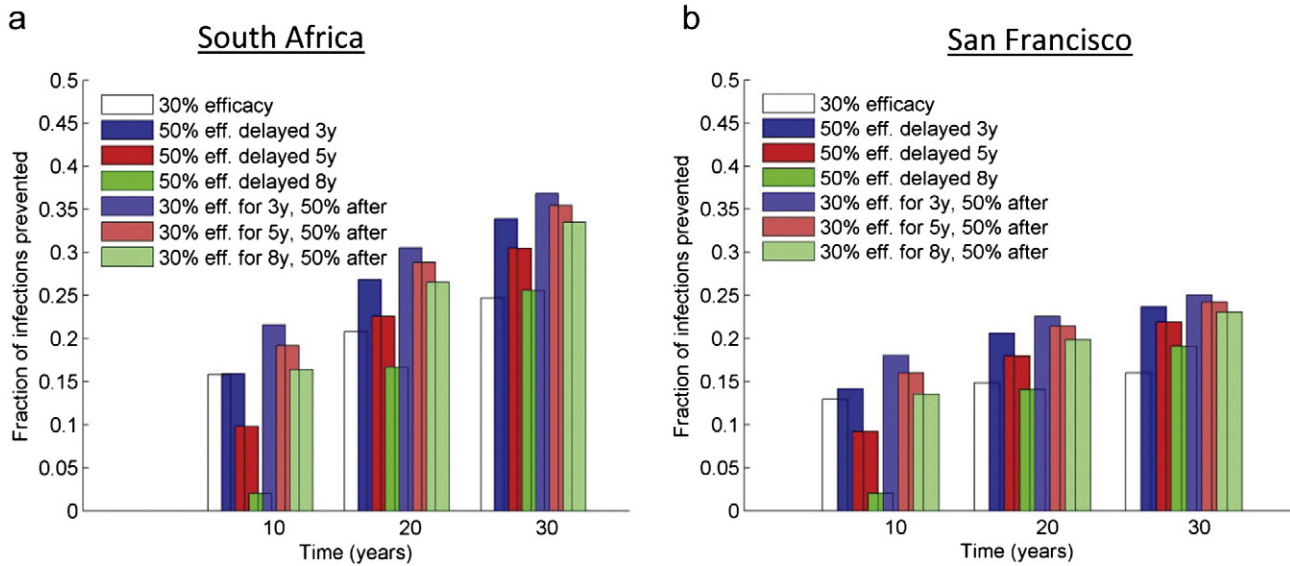 a
South Africa
0.5
0.45
0.4
0.35
0.3
0.25
0.2
0.15
0.1
0.05
0
Fraction of infections prevented
30% efficacy
50% eff. delayed 3y
50% eff. delayed 5y
50% eff. delayed 8y
30% eff. for 3y, 50% after
30% eff. for 5y, 50% after
30% eff. for 8y, 50% after
10 20 30
Time (years)
b
San Francisco
0.5
0.45
0.4
0.35
0.3
0.25
0.2
0.15
0.1
0.05
0
Fraction of infections prevented
30% efficacy
50% eff. delayed 3y
50% eff. delayed 5y
50% eff. delayed 8y
30% eff. for 3y, 50% after
30% eff. for 5y, 50% after
30% eff. for 8y, 50% after
10 20 30
Time (years)